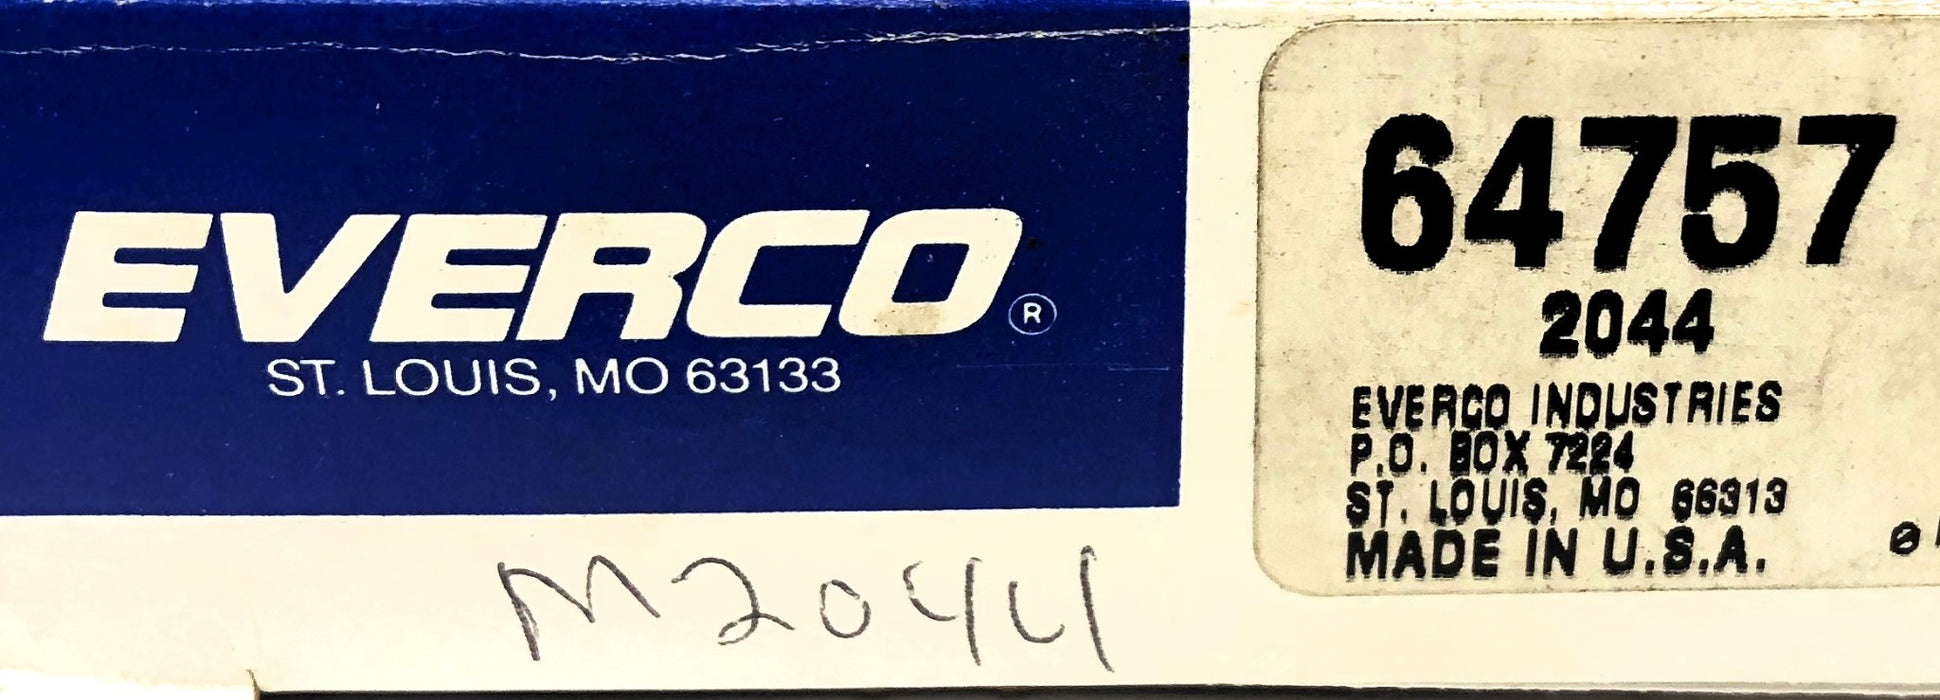 EVERCO®
ST. LOUIS, MO 63133
M2044
64757
2044
EVERCO INDUSTRIES
P.O. BOX 7224
ST. LOUIS, MO 66313
MADE IN U.S.A.